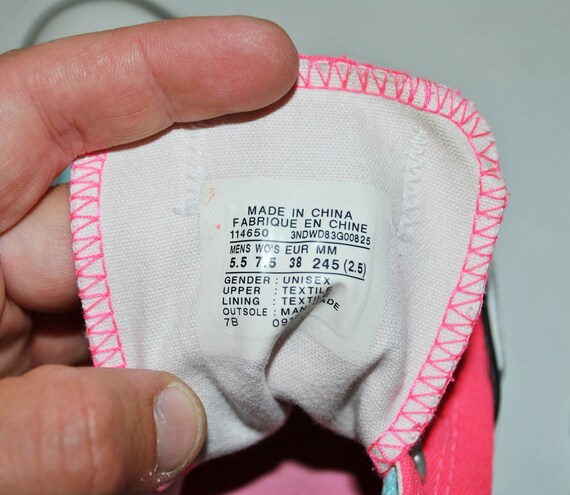 MADE IN CHINA
FABRIQUE EN CHINE
114650 3NDWD83G00825
MENS WO'S EUR MM
5.5 7.5 38 245 (2.5)
GENDER : UNISEX
UPPER : TEXTILE
LINING : TEXTILE
OUTSOLE :
7B